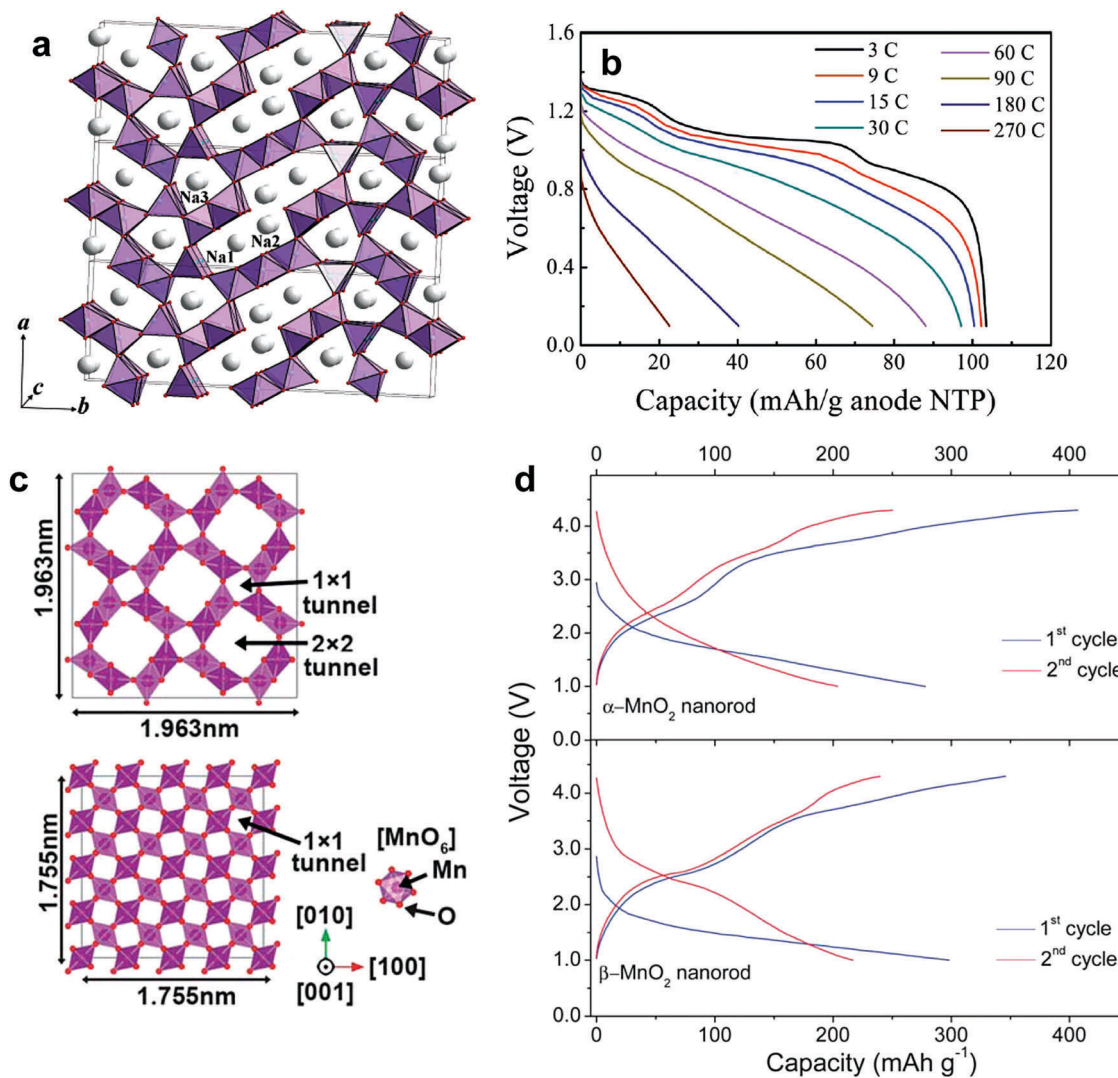 a
Na3
Na2
Na1
a
c
b
b
1.6
1.2
0.8
0.4
0.0
0
20
40
60
80
100
120
Voltage (V)
Capacity (mAh/g anode NTP)
3 C
9 C
15 C
30 C
60 C
90 C
180 C
270 C
c
1.963nm
1×1
tunnel
2×2
tunnel
1.963nm
1.755nm
1×1
tunnel
[MnO6]
Mn
O
[010]
[100]
[001]
1.755nm
d
0
100
200
300
400
4.0
3.0
2.0
1.0
0.0
Voltage (V)
1st cycle
2nd cycle
α–MnO2 nanorod
4.0
3.0
2.0
1.0
0.0
1st cycle
2nd cycle
β–MnO2 nanorod
0
100
200
300
400
Capacity (mAh g-1)